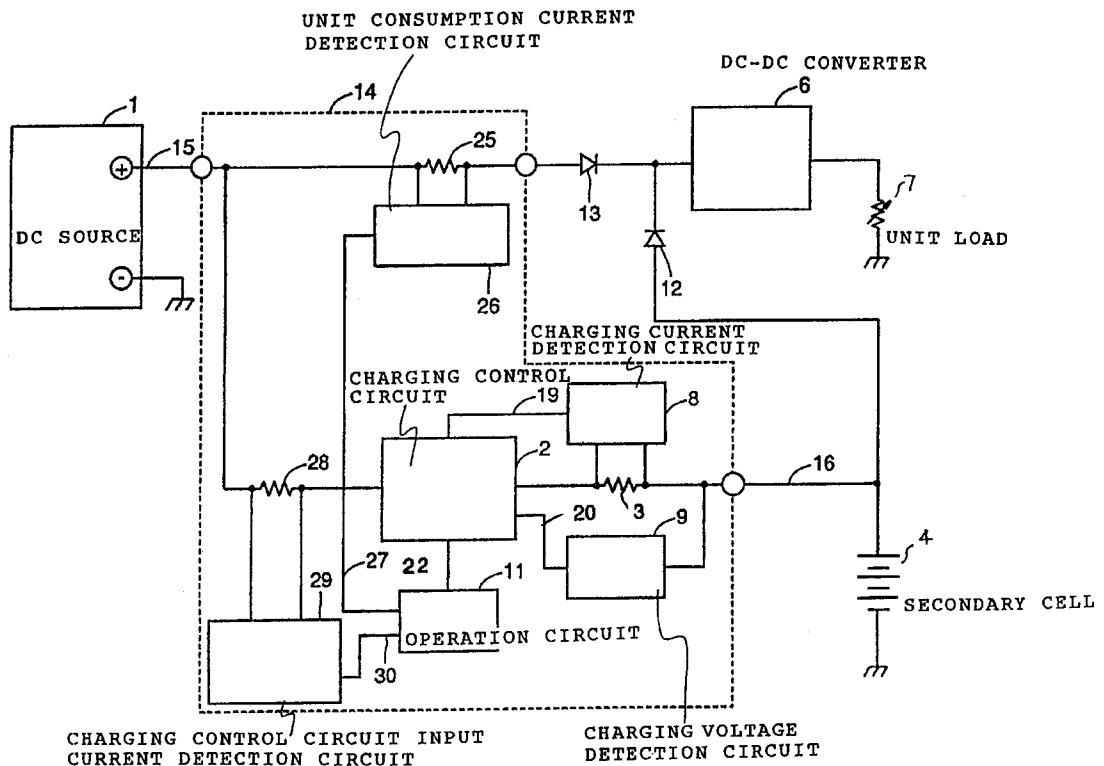 UNIT CONSUMPTION CURRENT
DETECTION CIRCUIT
DC-DC CONVERTER
1
14
6
15
25
+
13
7
DC SOURCE
UNIT LOAD
-
26
12
CHARGING CURRENT
DETECTION CIRCUIT
CHARGING CONTROL
CIRCUIT
19
8
28
2
16
3
20
9
4
27
22
11
29
SECONDARY CELL
OPERATION CIRCUIT
30
CHARGING CONTROL CIRCUIT INPUT
CURRENT DETECTION CIRCUIT
CHARGING VOLTAGE
DETECTION CIRCUIT